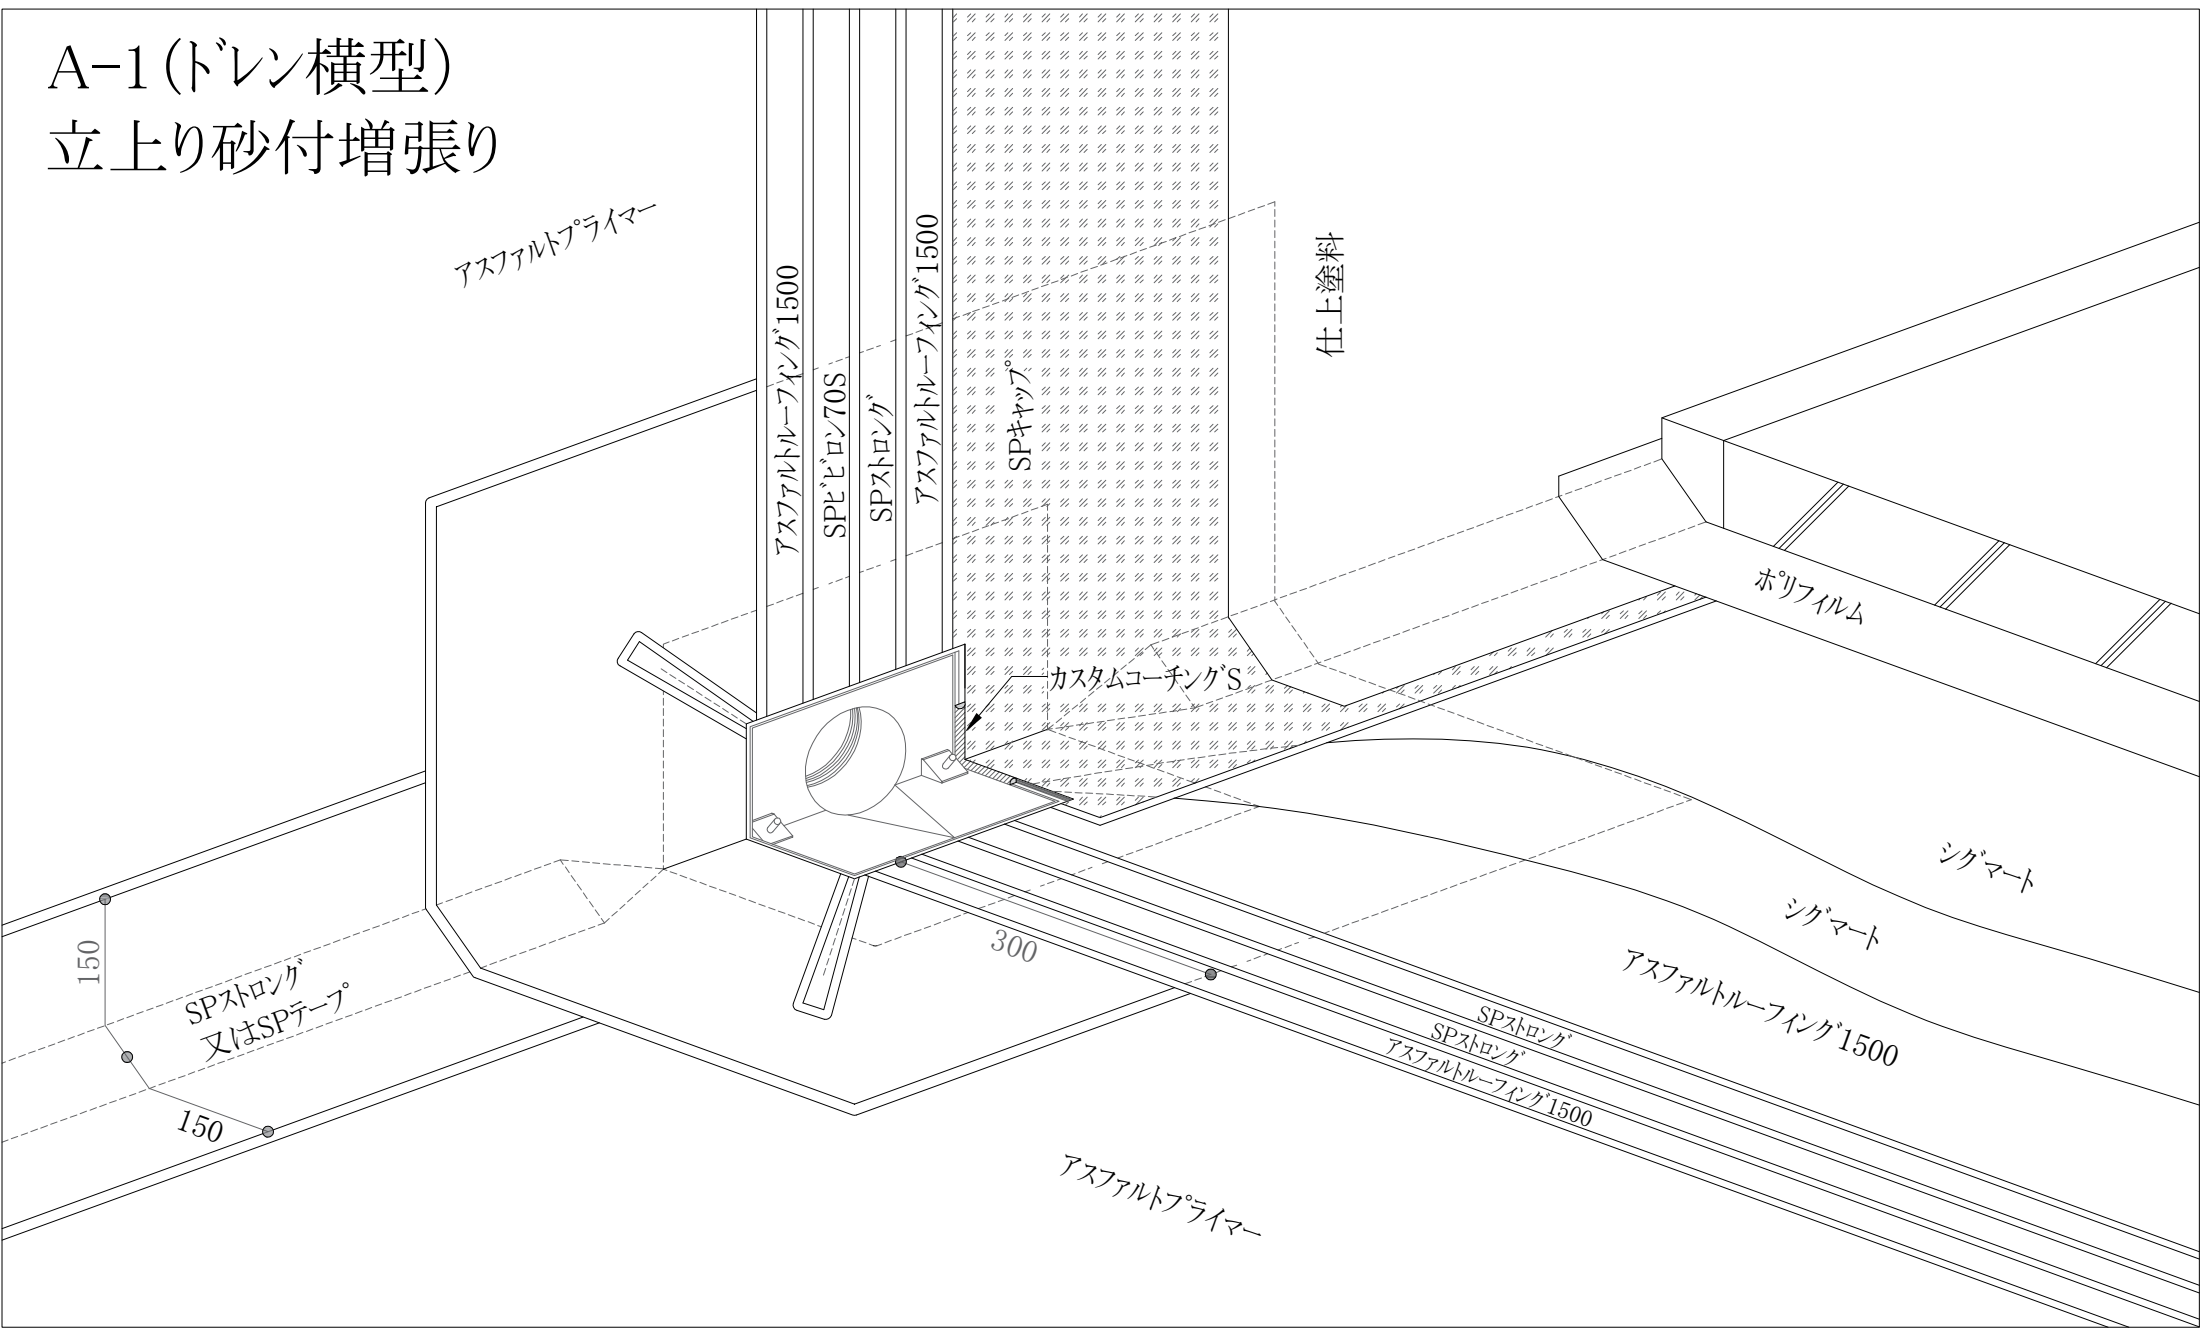 A-1(ドレン横型)
立上り砂付増張り
アスファルトプライマー
アスファルトルーフィング1500
SPビビロン70S
SPストロング
アスファルトルーフィング1500
SPキャップ
仕上塗料
ポリフィルム
カスタムコーチングS
シグマート
シグマート
アスファルトルーフィング1500
SPストロング
SPストロング
アスファルトルーフィング1500
300
150
SPストロング
又はSPテープ
150
アスファルトプライマー